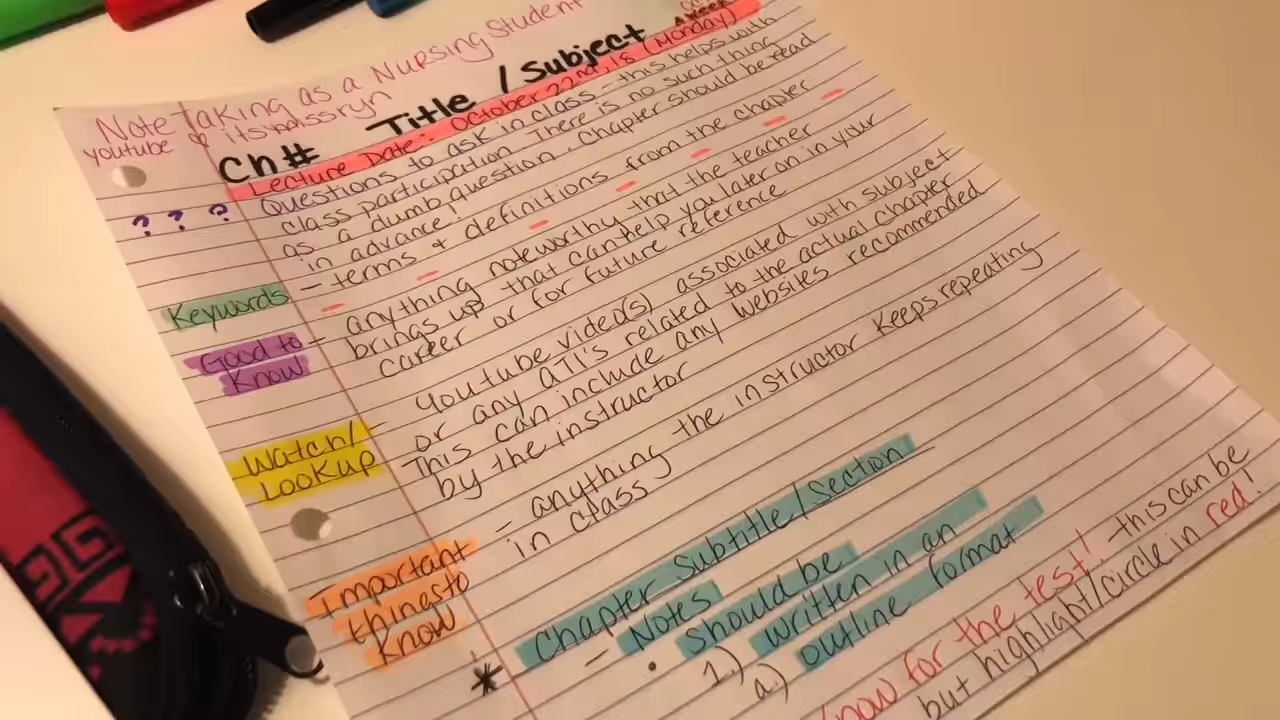 Note Taking as a Nursing Student
youtube itsmissryn
a week
Ch# Title / Subject
Lecture Date: October 22nd, 18 (Monday)
? ? ? Questions to ask in class - this helps with
class participation. There is no such thing
as a dumb question. Chapter should be read
in advance!
Keywords - terms + definitions from the chapter
Good to - anything noteworthy that the teacher
Know brings up that can help you later on in your
career or for future reference
Watch/ - youtube video(s) associated with subject
Lookup or any ATI's related to the actual chapter
This can include any websites recommended
by the instructor
Important - anything the instructor keeps repeating
things to in class
Know
* Chapter Subtitle/Section
- Notes
• should be
1.) written in an
a.) outline format
now for the test! this can be
but highlight/circle in red!